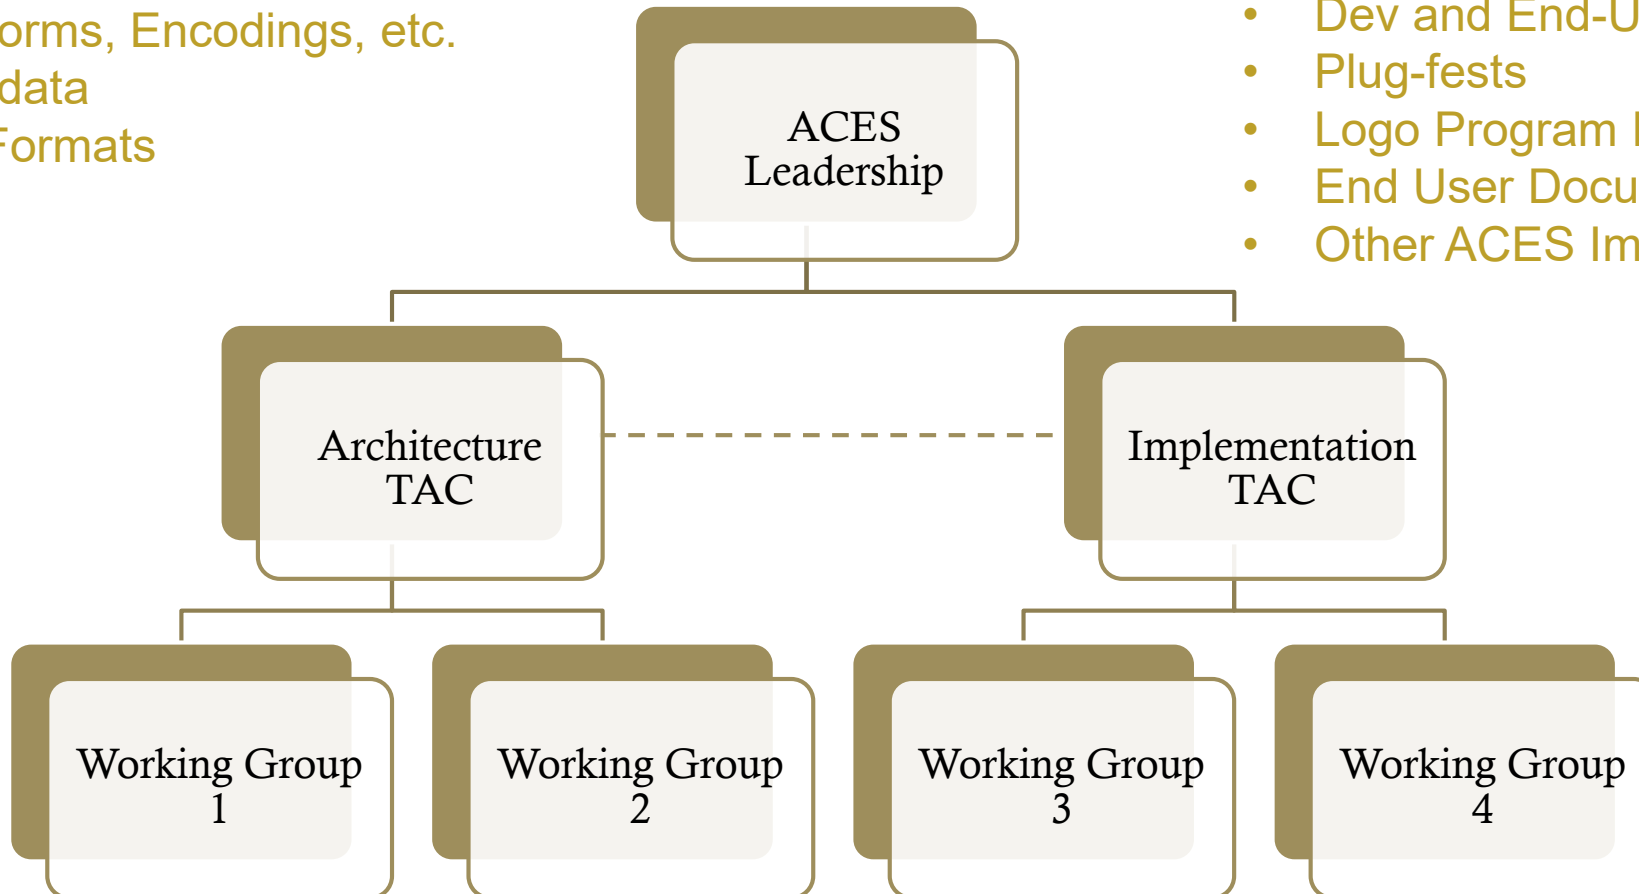 orms, Encodings, etc.
data
Formats
• Dev and End-U
• Plug-fests
• Logo Program
• End User Docu
• Other ACES Im
ACES
Leadership
Architecture
TAC
Implementation
TAC
Working Group
1
Working Group
2
Working Group
3
Working Group
4